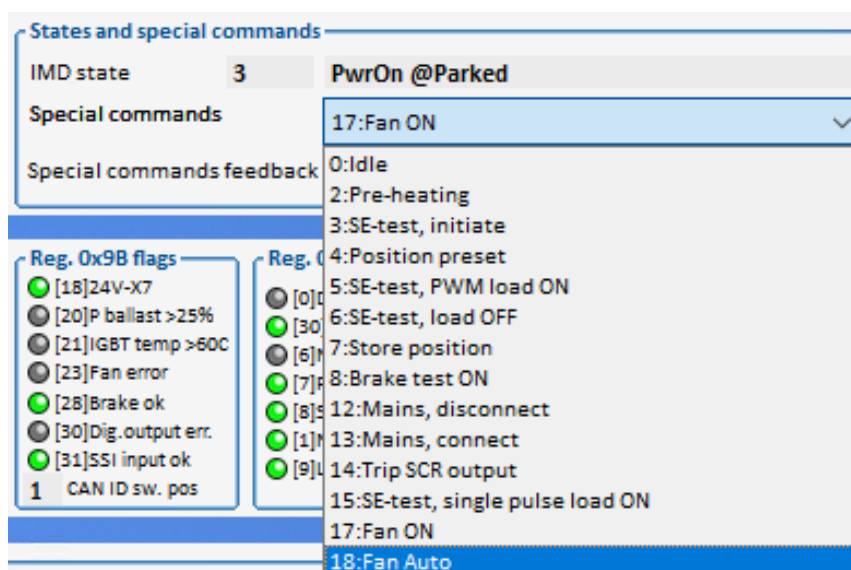 States and special commands
IMD state 3 PwrOn @Parked
Special commands 17:Fan ON
Special commands feedback
0:Idle
2:Pre-heating
3:SE-test, initiate
4:Position preset
5:SE-test, PWM load ON
6:SE-test, load OFF
7:Store position
8:Brake test ON
12:Mains, disconnect
13:Mains, connect
14:Trip SCR output
15:SE-test, single pulse load ON
17:Fan ON
18:Fan Auto
Reg. 0x9B flags
[18]24V-X7
[20]P ballast >25%
[21]IGBT temp >60C
[23]Fan error
[28]Brake ok
[30]Dig.output err.
[31]SSI input ok
1 CAN ID sw. pos
Reg.
[0]
[30]
[6]
[7]
[8]
[1]
[9]